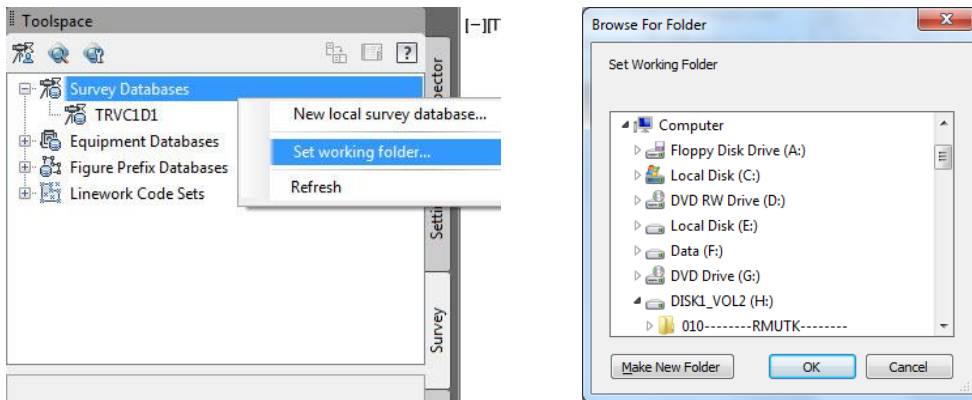 Toolspace
[−][T
?
Survey Databases
TRVC1D1
Equipment Databases
Figure Prefix Databases
Linework Code Sets
New local survey database...
Set working folder...
Refresh
pector
Setti
Survey
Browse For Folder
Set Working Folder
Computer
Floppy Disk Drive (A:)
Local Disk (C:)
DVD RW Drive (D:)
Local Disk (E:)
Data (F:)
DVD Drive (G:)
DISK1_VOL2 (H:)
010--------RMUTK--------
Make New Folder
OK
Cancel